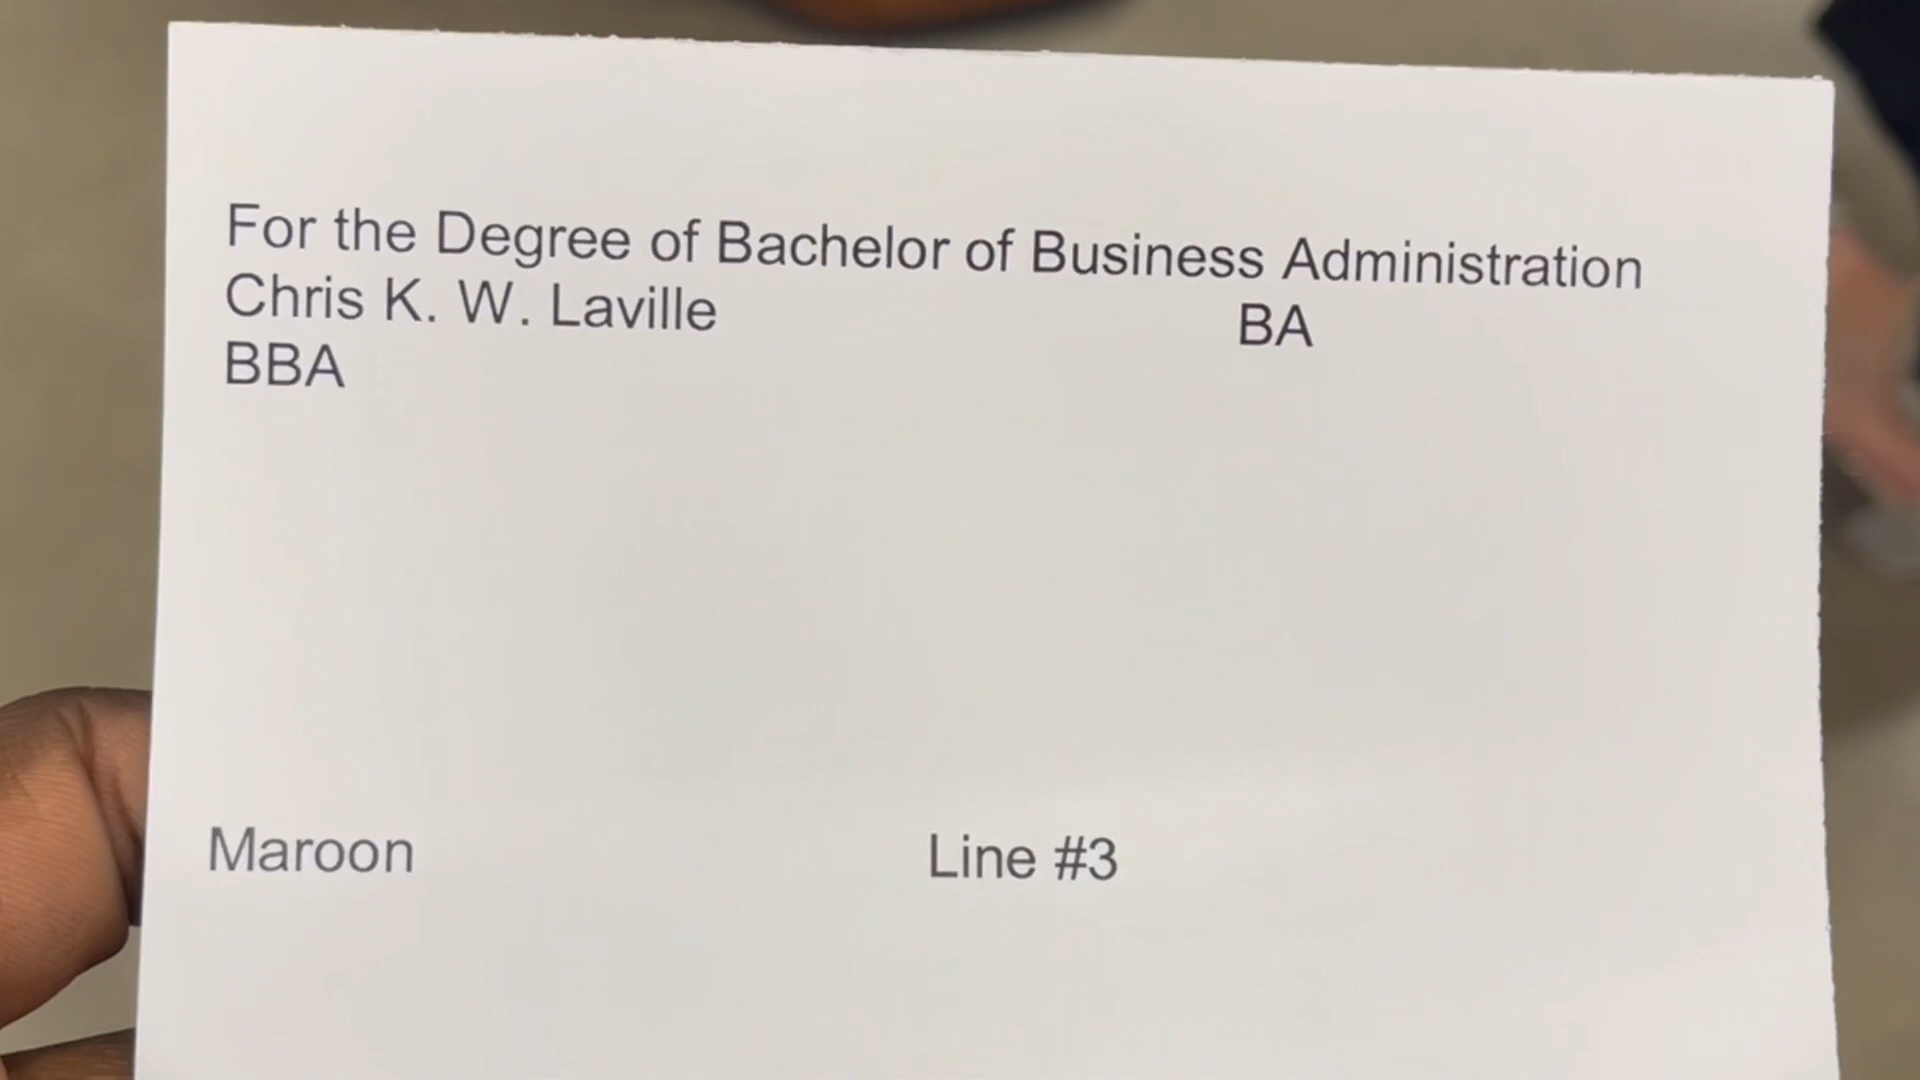 For the Degree of Bachelor of Business Administration
Chris K. W. Laville BA
BBA
Maroon Line #3